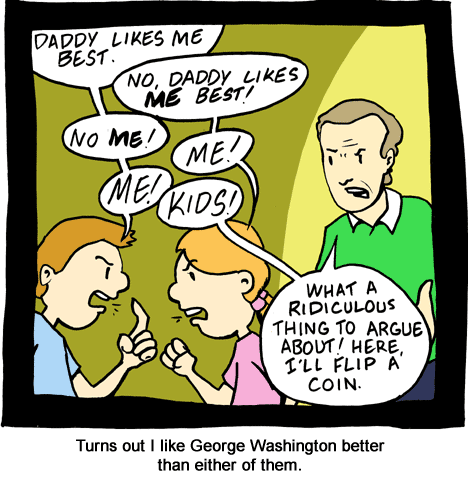 DADDY LIKES ME
BEST.
NO, DADDY LIKES
ME BEST!
NO ME!
ME!
ME!
KIDS!
WHAT A
RIDICULOUS
THING TO ARGUE
ABOUT! HERE,
I'LL FLIP A
COIN.
Turns out I like George Washington better
than either of them.